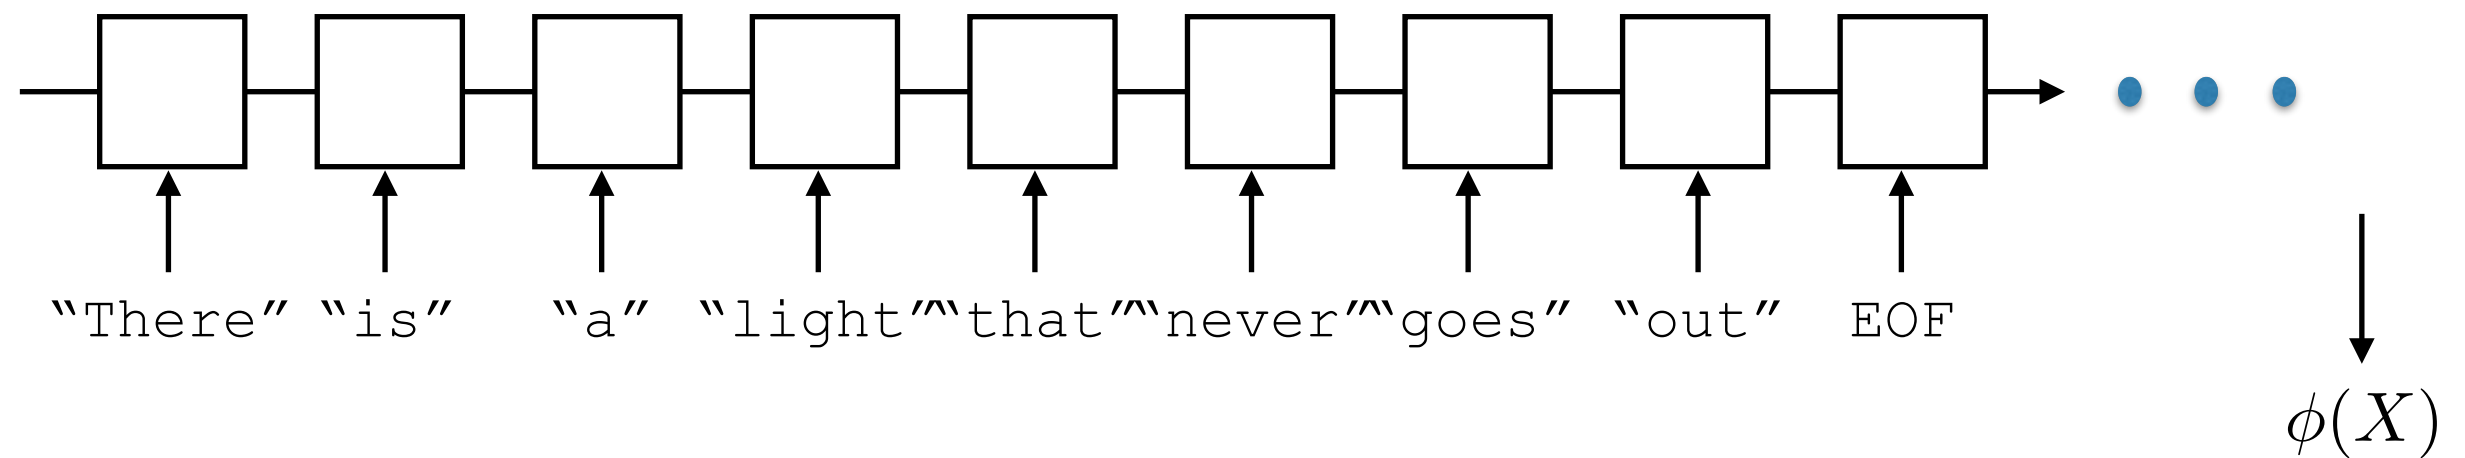 “There” “is” “a” “light” “that” “never” “goes” “out” EOF
ϕ(X)